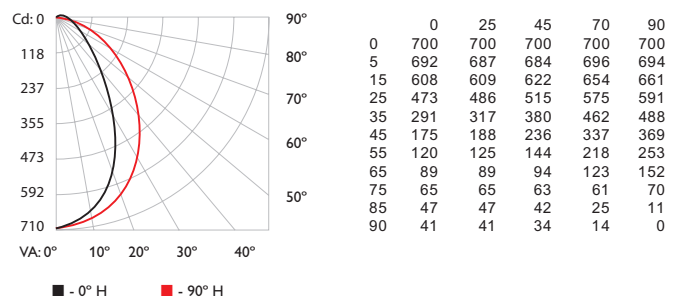 Cd: 0
118
237
355
473
592
710
90°
80°
70°
60°
50°
VA: 0° 10° 20° 30° 40°
- 0° H - 90° H
0 25 45 70 90
0 700 700 700 700 700
5 692 687 684 696 694
15 608 609 622 654 661
25 473 486 515 575 591
35 291 317 380 462 488
45 175 188 236 337 369
55 120 125 144 218 253
65 89 89 94 123 152
75 65 65 63 61 70
85 47 47 42 25 11
90 41 41 34 14 0